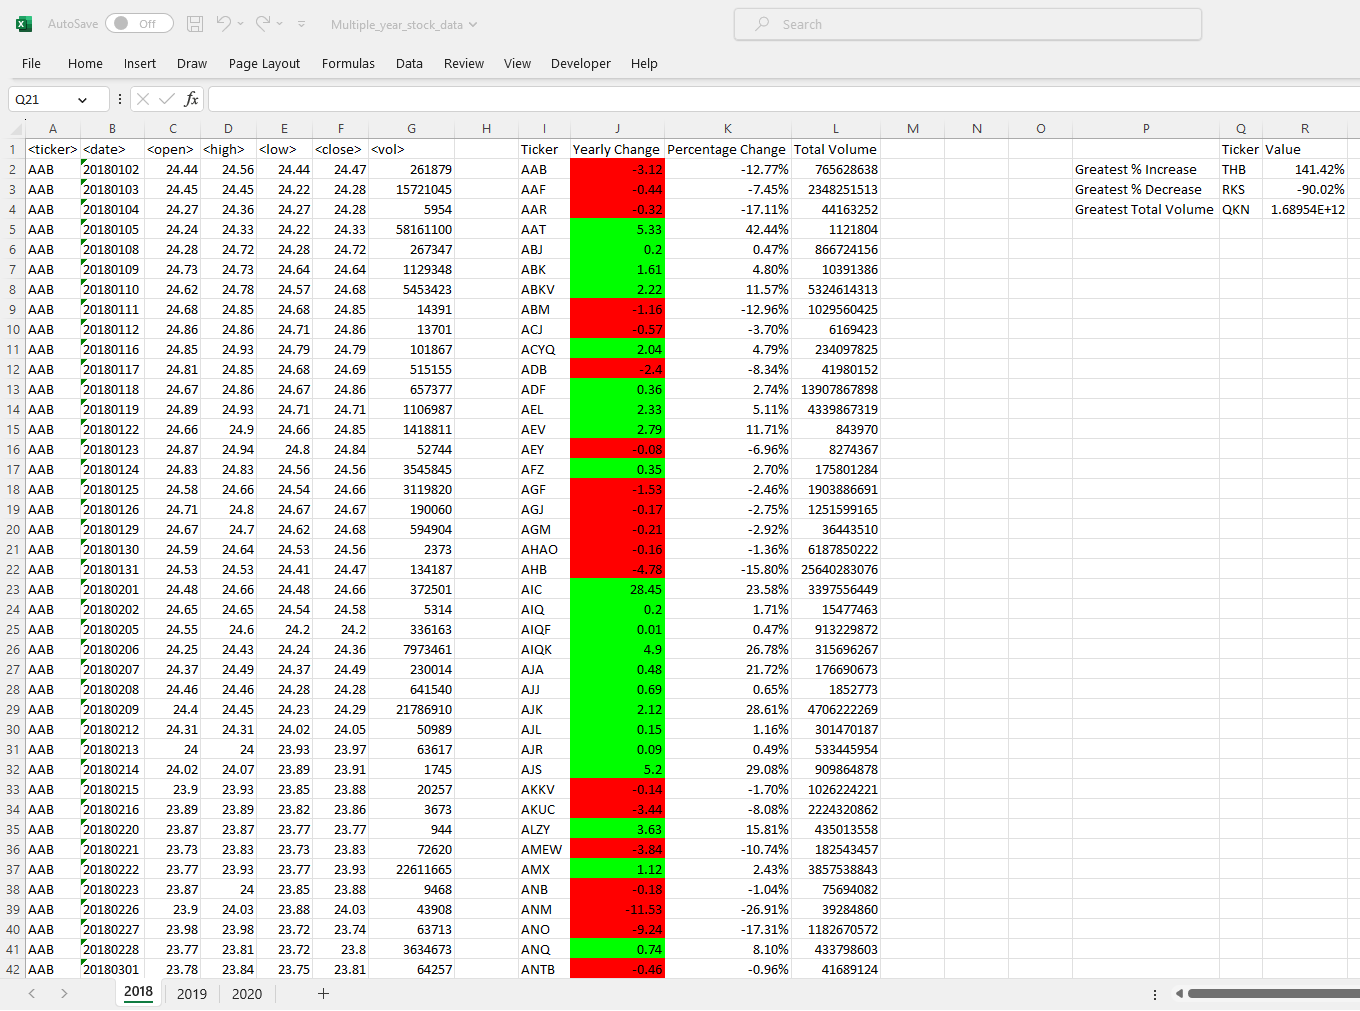 AutoSave Off Multiple_year_stock_data Search
File Home Insert Draw Page Layout Formulas Data Review View Developer Help
Q21 fx
A B C D E F G H I J K L M N O P Q R
1 <ticker> <date> <open> <high> <low> <close> <vol> Ticker Yearly Change Percentage Change Total Volume Ticker Value
2 AAB 20180102 24.44 24.56 24.44 24.47 261879 AAB -3.12 -12.77% 765628638 Greatest % Increase THB 141.42%
3 AAB 20180103 24.45 24.45 24.22 24.28 15721045 AAF -0.44 -7.45% 2348251513 Greatest % Decrease RKS -90.02%
4 AAB 20180104 24.27 24.36 24.27 24.28 5954 AAR -0.32 -17.11% 44163252 Greatest Total Volume QKN 1.68954E+12
5 AAB 20180105 24.24 24.33 24.22 24.33 58161100 AAT 5.33 42.44% 1121804
6 AAB 20180108 24.28 24.72 24.28 24.72 267347 ABJ 0.2 0.47% 866724156
7 AAB 20180109 24.73 24.73 24.64 24.64 1129348 ABK 1.61 4.80% 10391386
8 AAB 20180110 24.62 24.78 24.57 24.68 5453423 ABKV 2.22 11.57% 5324614313
9 AAB 20180111 24.68 24.85 24.68 24.85 14391 ABM -1.16 -12.96% 1029560425
10 AAB 20180112 24.86 24.86 24.71 24.86 13701 ACJ -0.57 -3.70% 6169423
11 AAB 20180116 24.85 24.93 24.79 24.79 101867 ACYQ 2.04 4.79% 234097825
12 AAB 20180117 24.81 24.85 24.68 24.69 515155 ADB -2.4 -8.34% 41980152
13 AAB 20180118 24.67 24.86 24.67 24.86 657377 ADF 0.36 2.74% 13907867898
14 AAB 20180119 24.89 24.93 24.71 24.71 1106987 AEL 2.33 5.11% 4339867319
15 AAB 20180122 24.66 24.9 24.66 24.85 1418811 AEV 2.79 11.71% 843970
16 AAB 20180123 24.87 24.94 24.8 24.84 52744 AEY -0.08 -6.96% 8274367
17 AAB 20180124 24.83 24.83 24.56 24.56 3545845 AFZ 0.35 2.70% 175801284
18 AAB 20180125 24.58 24.66 24.54 24.66 3119820 AGF -1.53 -2.46% 1903886691
19 AAB 20180126 24.71 24.8 24.67 24.67 190060 AGJ -0.17 -2.75% 1251599165
20 AAB 20180129 24.67 24.7 24.62 24.68 594904 AGM -0.21 -2.92% 36443510
21 AAB 20180130 24.59 24.64 24.53 24.56 2373 AHAO -0.16 -1.36% 6187850222
22 AAB 20180131 24.53 24.53 24.41 24.47 134187 AHB -4.78 -15.80% 25640283076
23 AAB 20180201 24.48 24.66 24.48 24.66 372501 AIC 28.45 23.58% 3397556449
24 AAB 20180202 24.65 24.65 24.54 24.58 5314 AIQ 0.2 1.71% 15477463
25 AAB 20180205 24.55 24.6 24.2 24.2 336163 AIQF 0.01 0.47% 913229872
26 AAB 20180206 24.25 24.43 24.24 24.36 7973461 AIQK 4.9 26.78% 315696267
27 AAB 20180207 24.37 24.49 24.37 24.49 230014 AJA 0.48 21.72% 176690673
28 AAB 20180208 24.46 24.46 24.28 24.28 641540 AJJ 0.69 0.65% 1852773
29 AAB 20180209 24.4 24.45 24.23 24.29 21786910 AJK 2.12 28.61% 4706222269
30 AAB 20180212 24.31 24.31 24.02 24.05 50989 AJL 0.15 1.16% 301470187
31 AAB 20180213 24 24 23.93 23.97 63617 AJR 0.09 0.49% 533445954
32 AAB 20180214 24.02 24.07 23.89 23.91 1745 AJS 5.2 29.08% 909864878
33 AAB 20180215 23.9 23.93 23.85 23.88 20257 AKKV -0.14 -1.70% 1026224221
34 AAB 20180216 23.89 23.89 23.82 23.86 3673 AKUC -3.44 -8.08% 2224320862
35 AAB 20180220 23.87 23.87 23.77 23.77 944 ALZY 3.63 15.81% 435013558
36 AAB 20180221 23.73 23.83 23.73 23.83 72620 AMEW -3.84 -10.74% 182543457
37 AAB 20180222 23.77 23.93 23.77 23.93 22611665 AMX 1.12 2.43% 3857538843
38 AAB 20180223 23.87 24 23.85 23.88 9468 ANB -0.18 -1.04% 75694082
39 AAB 20180226 23.9 24.03 23.88 24.03 43908 ANM -11.53 -26.91% 39284860
40 AAB 20180227 23.98 23.98 23.72 23.74 63713 ANO -9.24 -17.31% 1182670572
41 AAB 20180228 23.77 23.81 23.72 23.8 3634673 ANQ 0.74 8.10% 433798603
42 AAB 20180301 23.78 23.84 23.75 23.81 64257 ANTB -0.46 -0.96% 41689124
2018 2019 2020